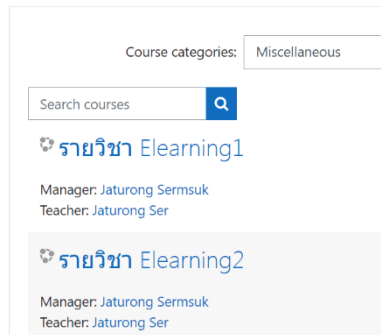 Course categories: Miscellaneous
Search courses
รายวิชา Elearning1
Manager: Jaturong Sermsuk
Teacher: Jaturong Ser
รายวิชา Elearning2
Manager: Jaturong Sermsuk
Teacher: Jaturong Ser